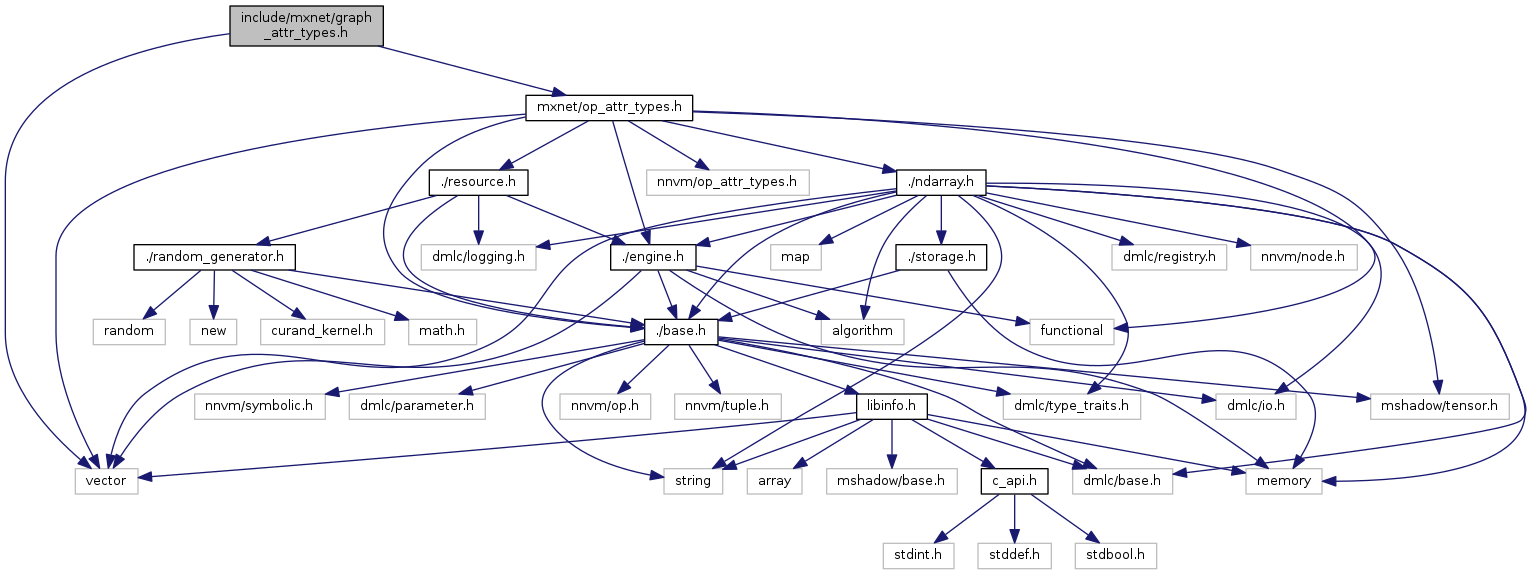 include/mxnet/graph
_attr_types.h
mxnet/op_attr_types.h
./resource.h
nnvm/op_attr_types.h
./ndarray.h
./random_generator.h
dmlc/logging.h
./engine.h
map
./storage.h
dmlc/registry.h
nnvm/node.h
random
new
curand_kernel.h
math.h
./base.h
algorithm
functional
nnvm/symbolic.h
dmlc/parameter.h
nnvm/op.h
nnvm/tuple.h
libinfo.h
dmlc/type_traits.h
dmlc/io.h
mshadow/tensor.h
vector
string
array
mshadow/base.h
c_api.h
dmlc/base.h
memory
stdint.h
stddef.h
stdbool.h